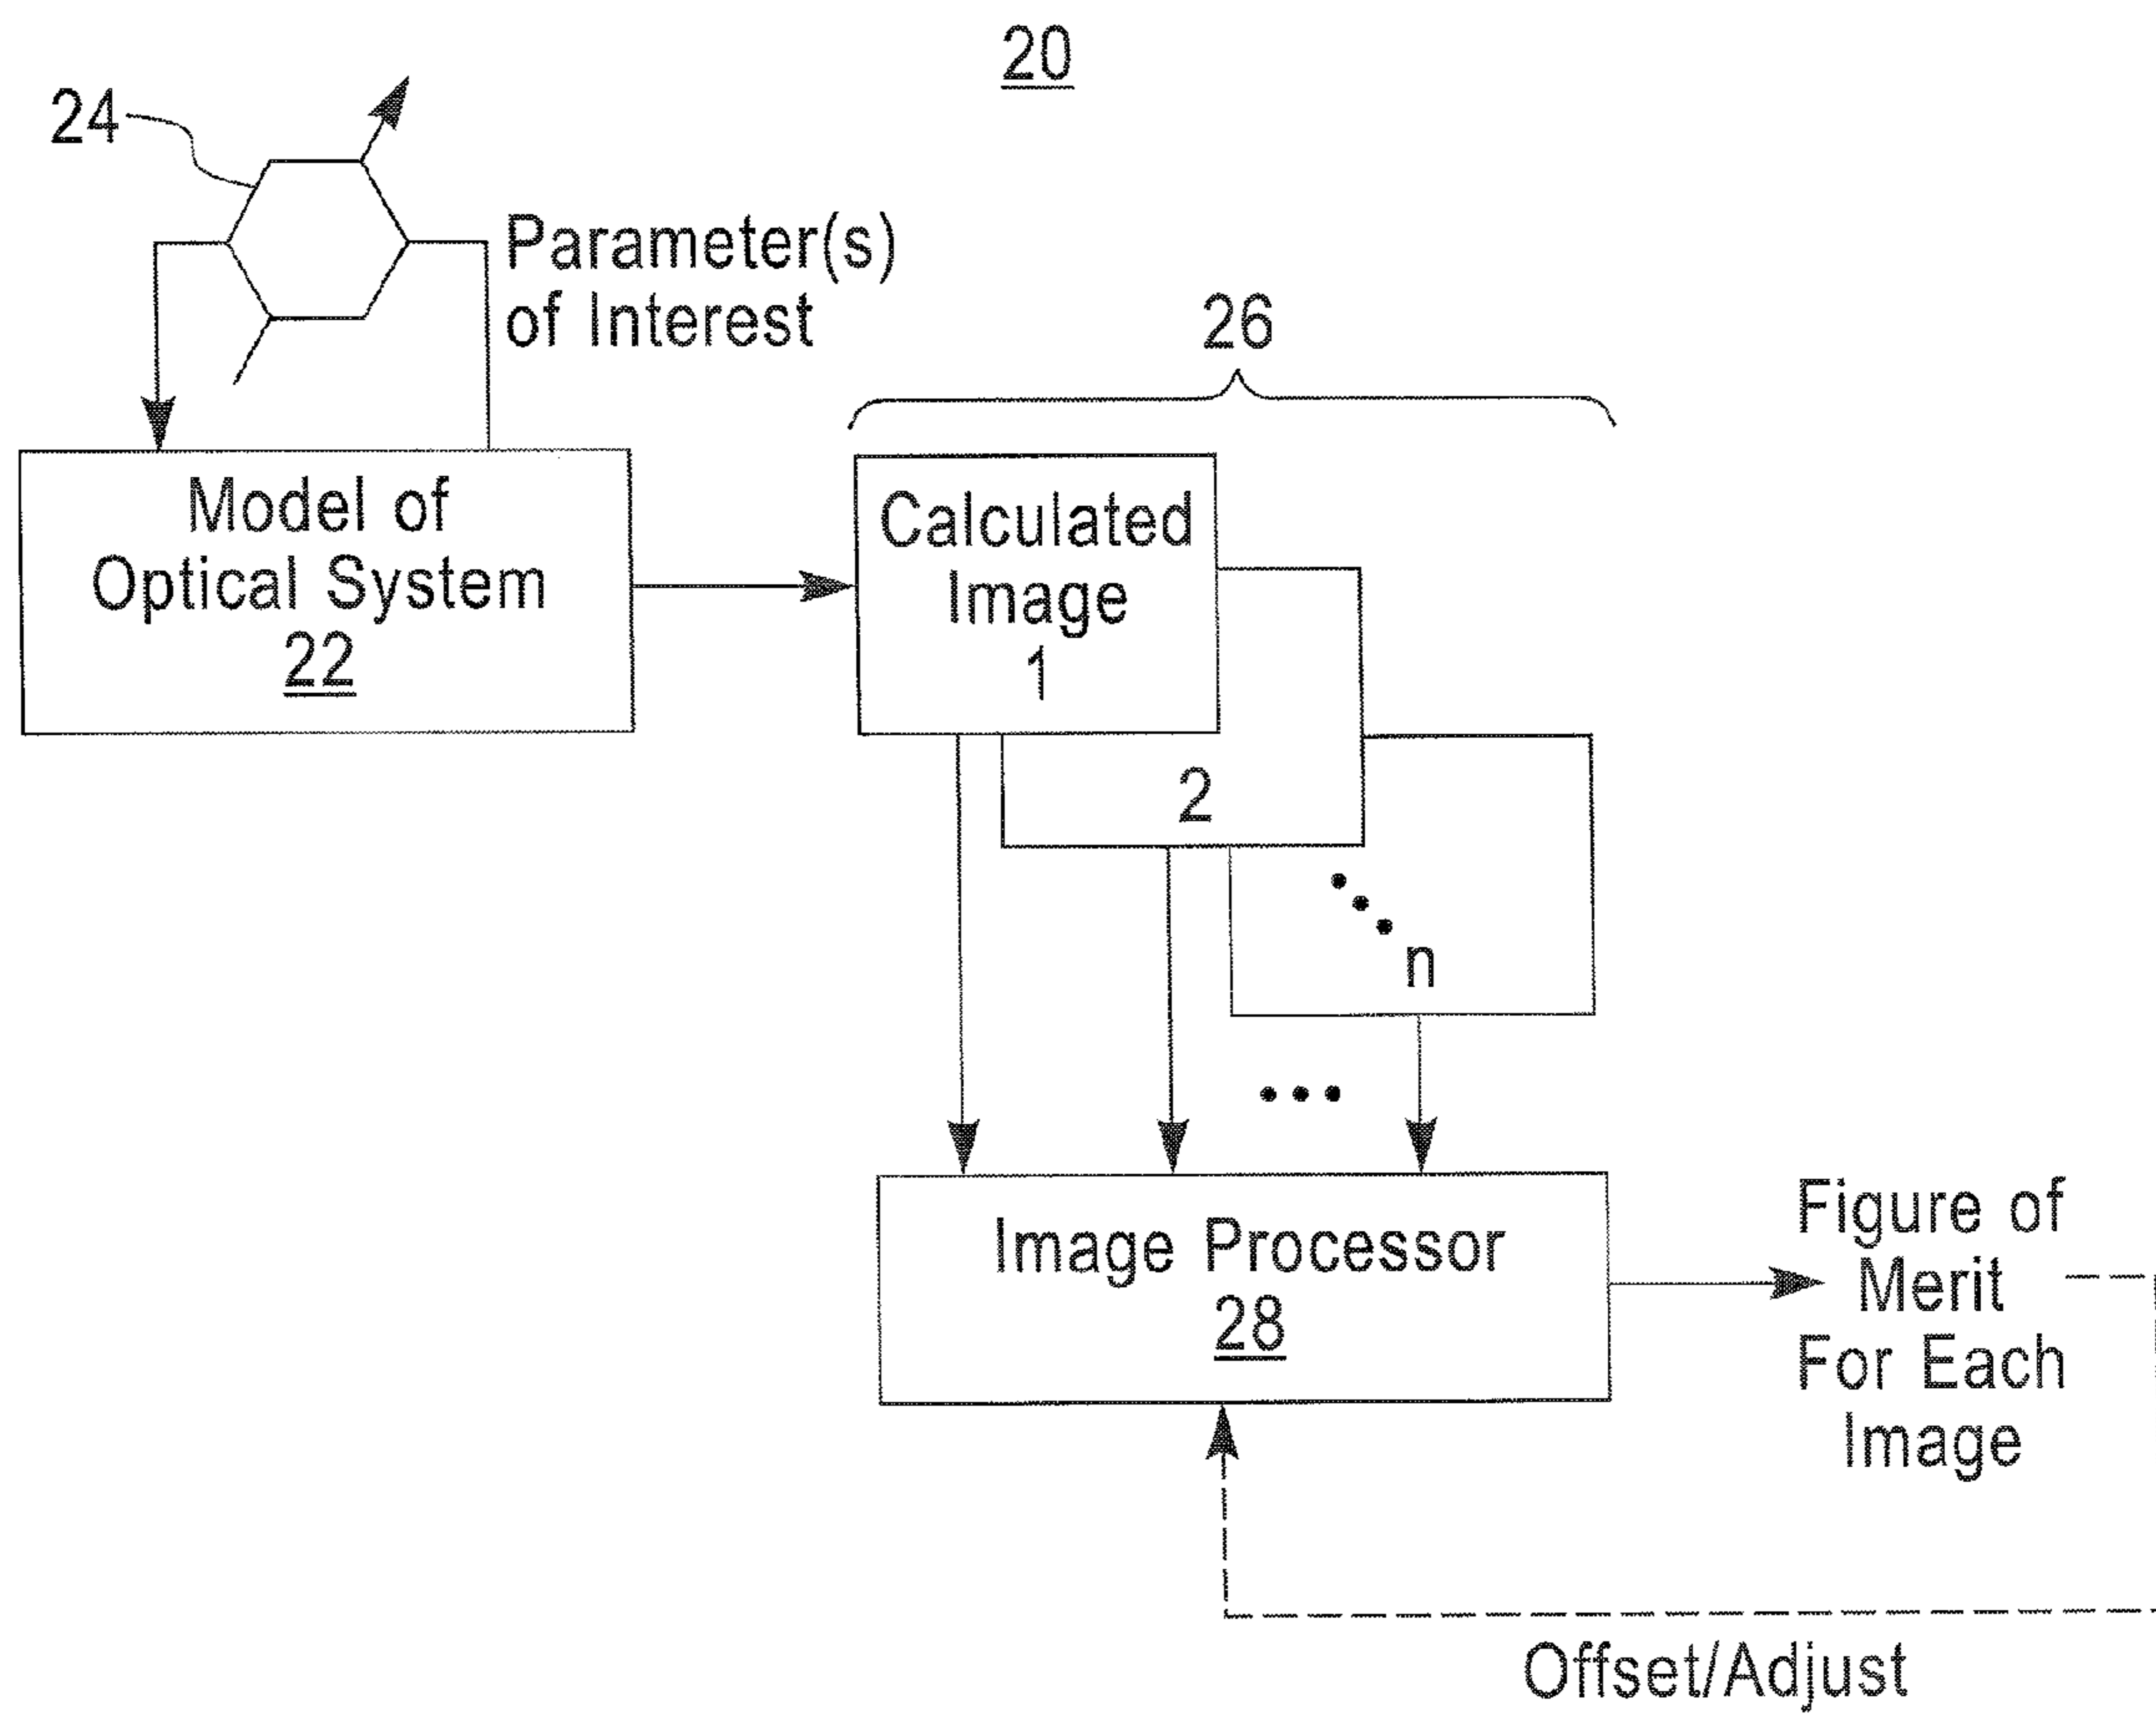 20
24
Parameter(s)
of Interest
26
Model of
Optical System
22
Calculated
Image
1
2
n
Image Processor
28
Figure of
Merit
For Each
Image
Offset/Adjust